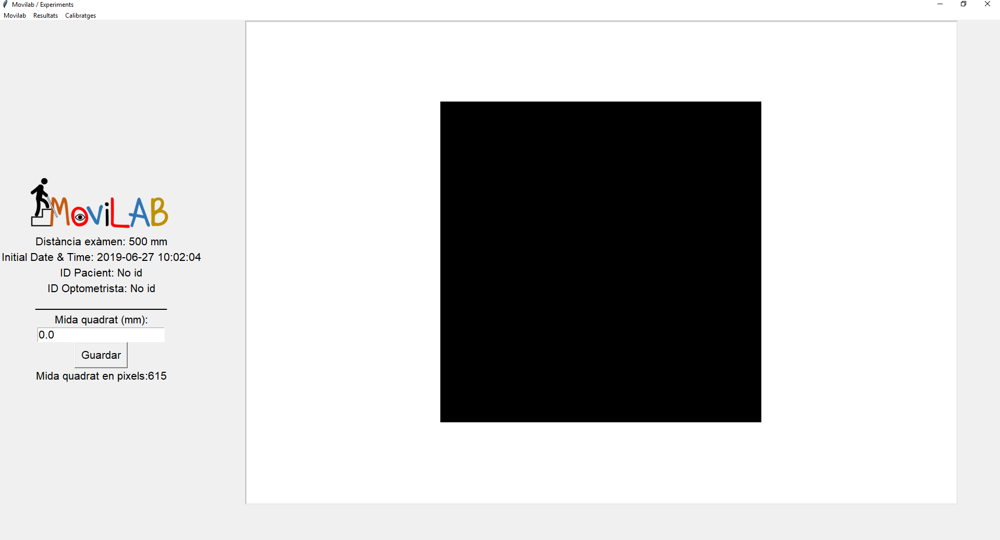 Movilab / Experiments
Movilab Resultats Calibratges
MoviLAB
Distància exàmen: 500 mm
Initial Date & Time: 2019-06-27 10:02:04
ID Pacient: No id
ID Optometrista: No id
Mida quadrat (mm):
0.0
Guardar
Mida quadrat en pixels:615